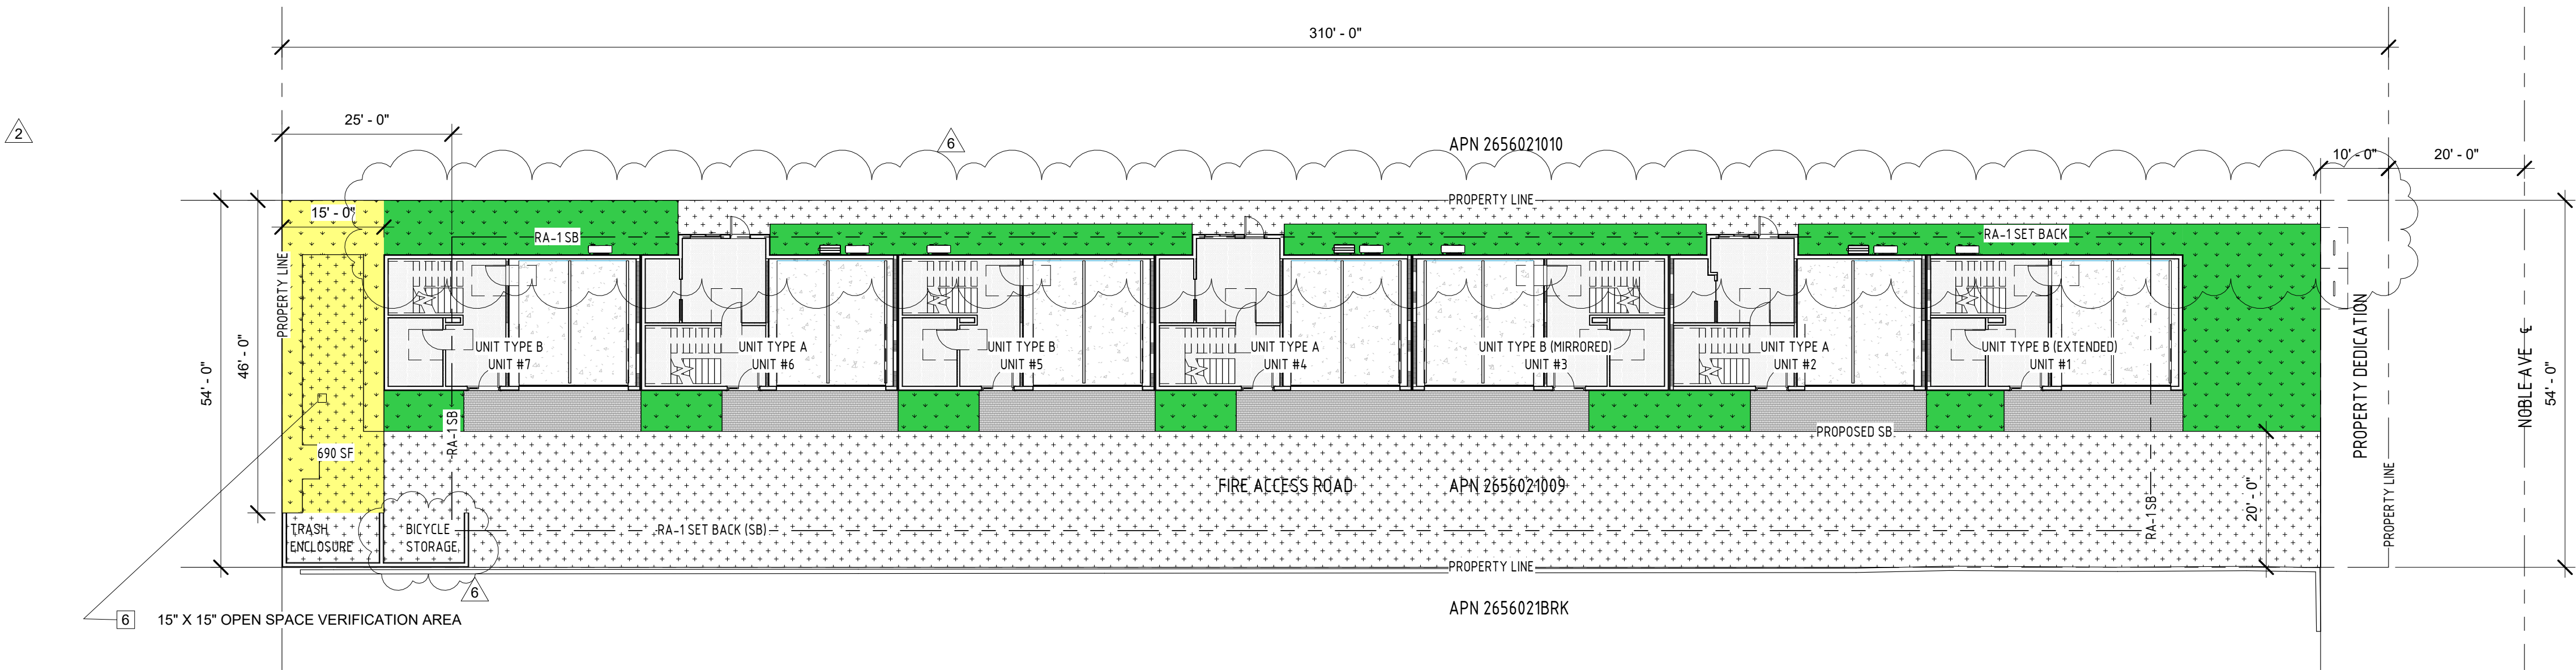 310' - 0"
2
25' - 0"
6
APN 2656021010
10' - 0"
20' - 0"
15' - 0"
PROPERTY LINE
RA-1 SB
RA-1 SET BACK
PROPERTY LINE
54' - 0"
46' - 0"
UNIT TYPE B
UNIT #7
UNIT TYPE A
UNIT #6
UNIT TYPE B
UNIT #5
UNIT TYPE A
UNIT #4
UNIT TYPE B (MIRRORED)
UNIT #3
UNIT TYPE A
UNIT #2
UNIT TYPE B (EXTENDED)
UNIT #1
PROPERTY DEDICATION
NOBLE AVE ℄
54' - 0"
RA-1 SB
PROPOSED SB
690 SF
FIRE ACCESS ROAD
APN 2656021009
20' - 0"
PROPERTY LINE
RA-1 SB
TRASH
ENCLOSURE
BICYCLE
STORAGE
RA-1 SET BACK (SB)
PROPERTY LINE
6
APN 2656021BRK
6
15" X 15" OPEN SPACE VERIFICATION AREA